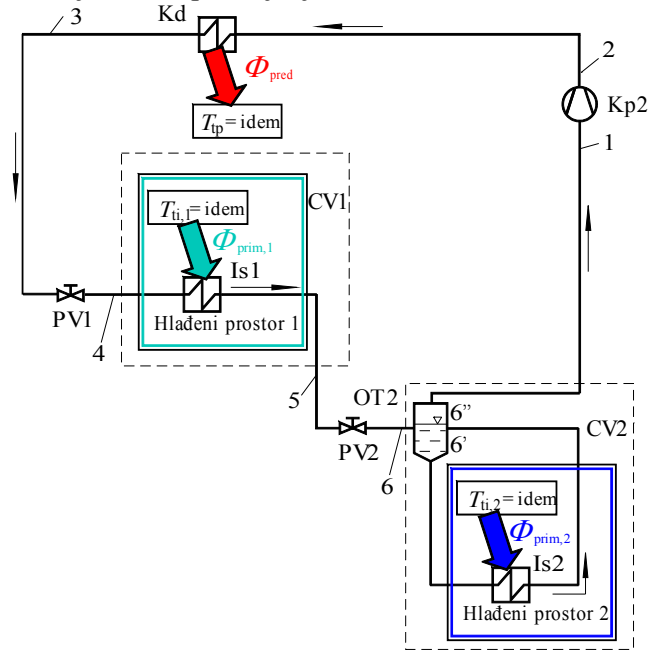 3
Kd
2
Φpred
Kp2
Ttp = idem
1
CV1
Tti,1 = idem
Φprim,1
Is1
Hlađeni prostor 1
PV1
4
5
OT2
6”
6’
CV2
PV2
6
Tti,2 = idem
Φprim,2
Is2
Hlađeni prostor 2